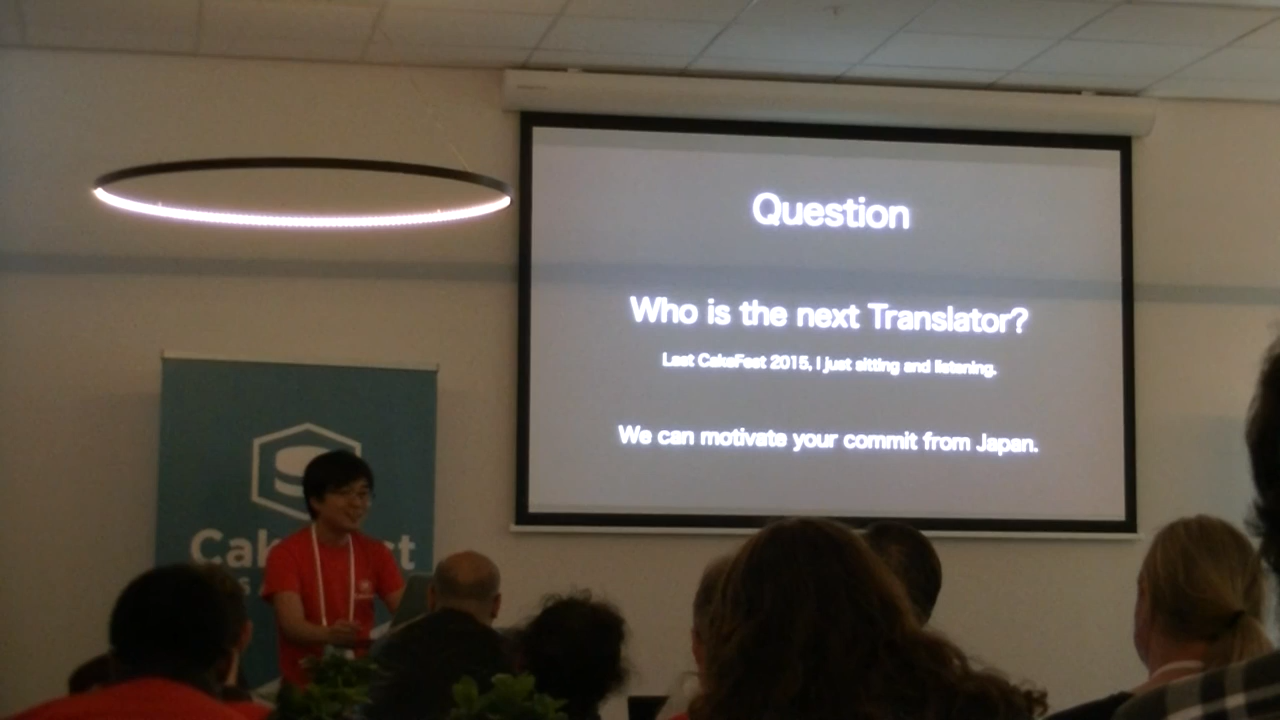 Question
Who is the next Translator?
Last CakeFest 2015, I just sitting and listening.
We can motivate your commit from Japan.